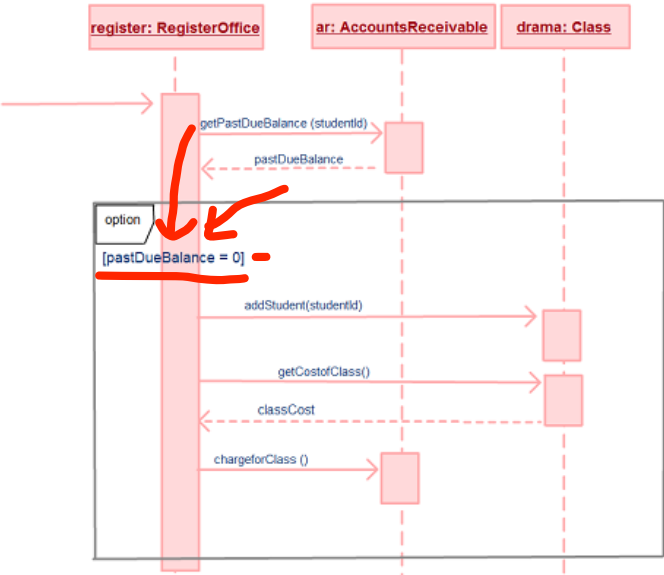 register: RegisterOffice
ar: AccountsReceivable
drama: Class
getPastDueBalance (studentId)
pastDueBalance
option
[pastDueBalance = 0]
addStudent(studentId)
getCostofClass()
classCost
chargeforClass ()